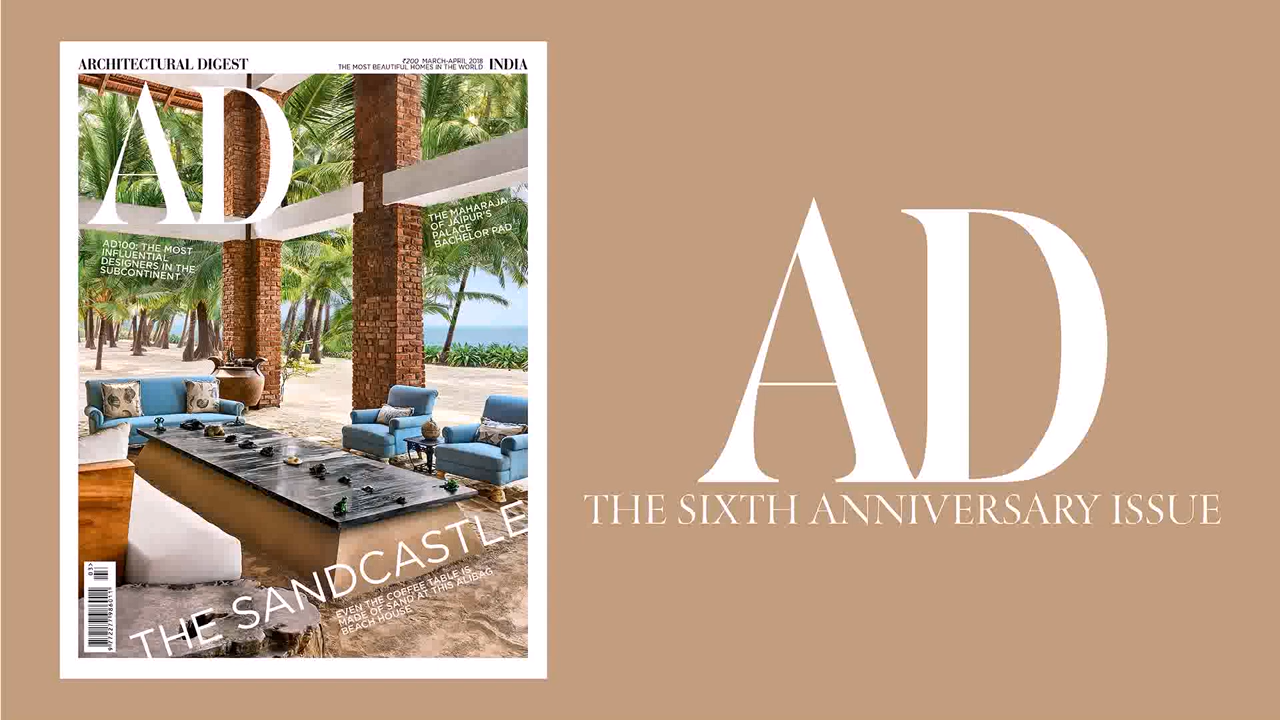 ARCHITECTURAL DIGEST
₹200 MARCH-APRIL 2018
THE MOST BEAUTIFUL HOMES IN THE WORLD
INDIA
AD
THE MAHARAJA
OF JAIPUR'S
PALACE
BACHELOR PAD
AD100: THE MOST
INFLUENTIAL
DESIGNERS IN THE
SUBCONTINENT
THE SANDCASTLE
EVEN THE COFFEE TABLE IS
MADE OF SAND AT THIS ALIBAG
BEACH HOUSE
03>
AD
THE SIXTH ANNIVERSARY ISSUE